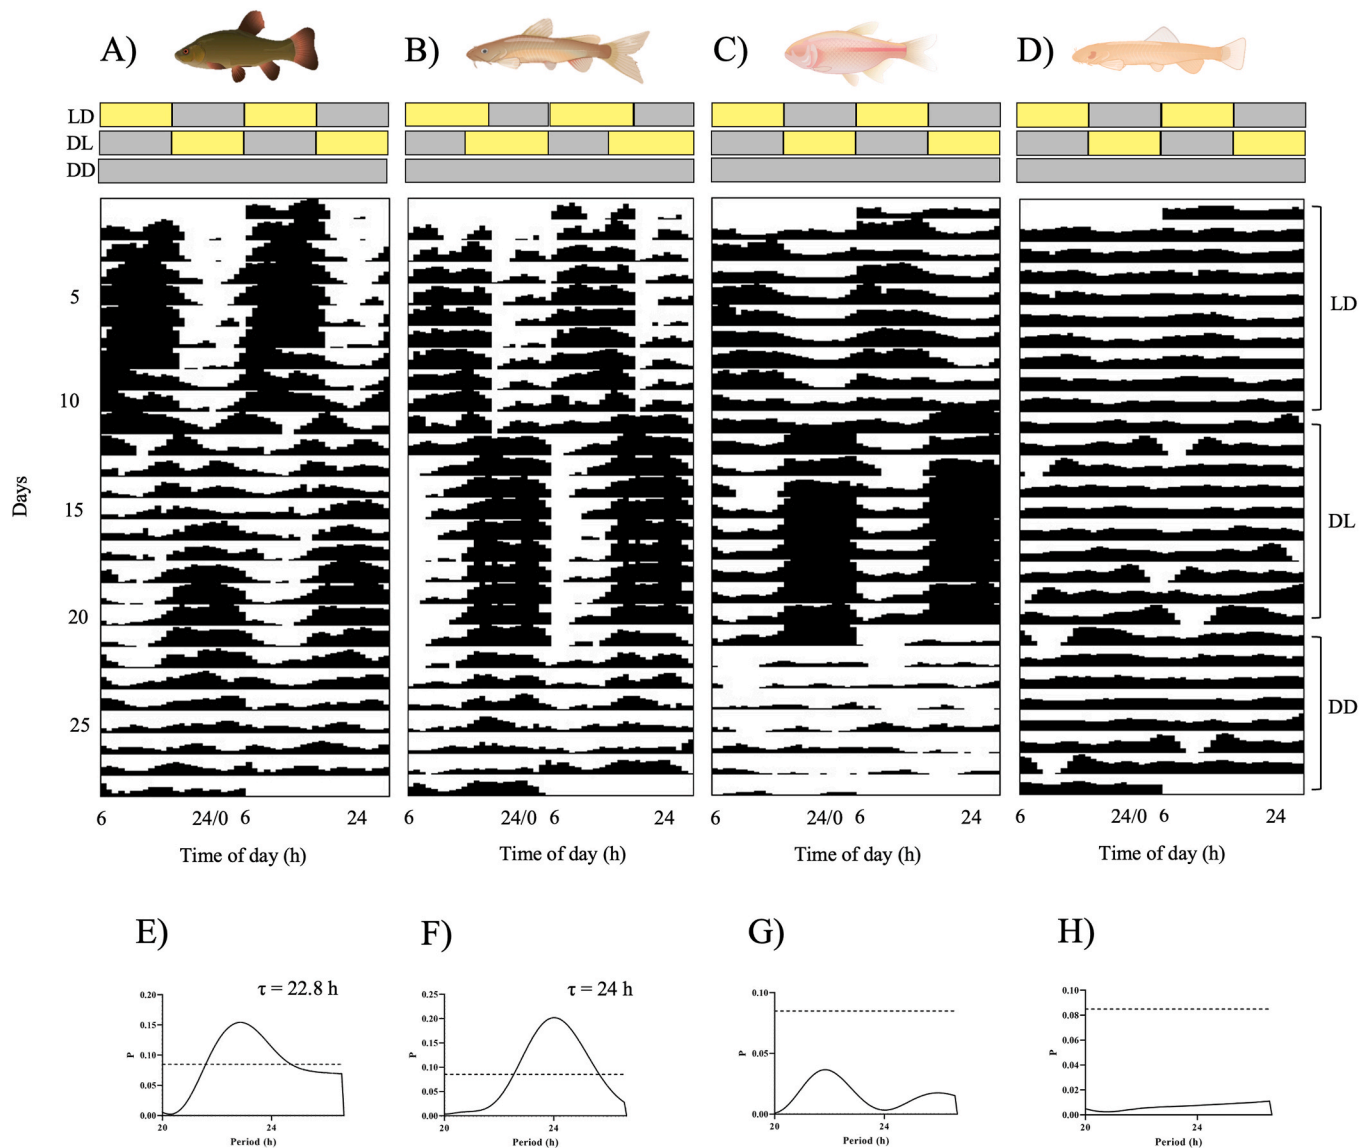 A) B) C) D)
LD
DL
DD
5
10
15
20
25
Days
LD
DL
DD
6 24/0 6 24 6 24/0 6 24 6 24/0 6 24 6 24/0 6 24
Time of day (h) Time of day (h) Time of day (h) Time of day (h)
E) F) G) H)
τ = 22.8 h τ = 24 h
0.20
0.15
0.10
0.05
0.00
P
20 24
Period (h)
0.25
0.20
0.15
0.10
0.05
0.00
P
20 24
Period (h)
0.10
0.05
0.00
P
20 24
Period (h)
0.10
0.08
0.06
0.04
0.02
0.00
P
20 24
Period (h)